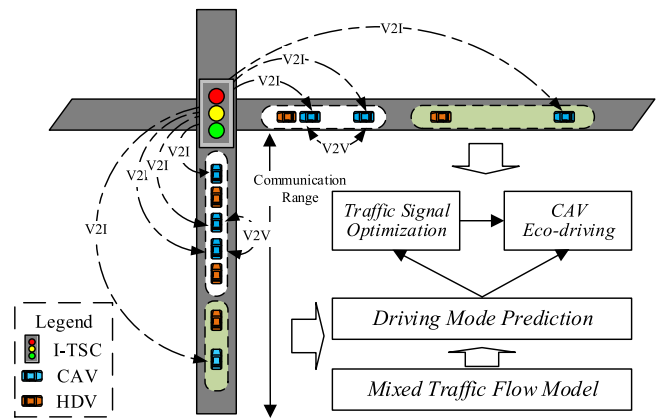 V2I
V2I
V2I
V2V
V2I
V2I
V2I
V2I
V2V
Communication
Range
Traffic Signal
Optimization
CAV
Eco-driving
Driving Mode Prediction
Mixed Traffic Flow Model
Legend
I-TSC
CAV
HDV